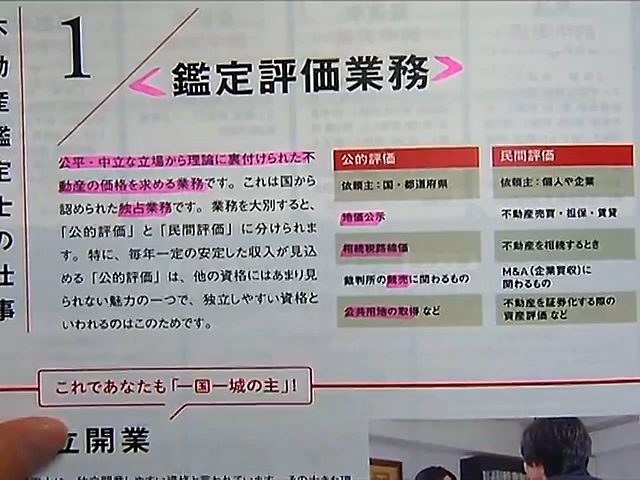 不動産鑑定士の仕事
1
鑑定評価業務
公平・中立な立場から理論に裏付けられた不
動産の価格を求める業務です。これは国から
認められた独占業務です。業務を大別すると、
「公的評価」と「民間評価」に分けられ
ます。特に、毎年一定の安定した収入が見込
める「公的評価」は、他の資格にはあまり見
られない魅力の一つで、独立しやすい資格と
いわれるのはこのためです。
公的評価
依頼主：国・都道府県
地価公示
相続税路線価
裁判所の競売に関わるもの
公共用地の取得 など
民間評価
依頼主：個人や企業
不動産売買・担保・賃貸
不動産を相続するとき
M&A（企業買収）に
関わるもの
不動産を証券化する際の
資産評価 など
これであなたも「一国一城の主」！
立開業